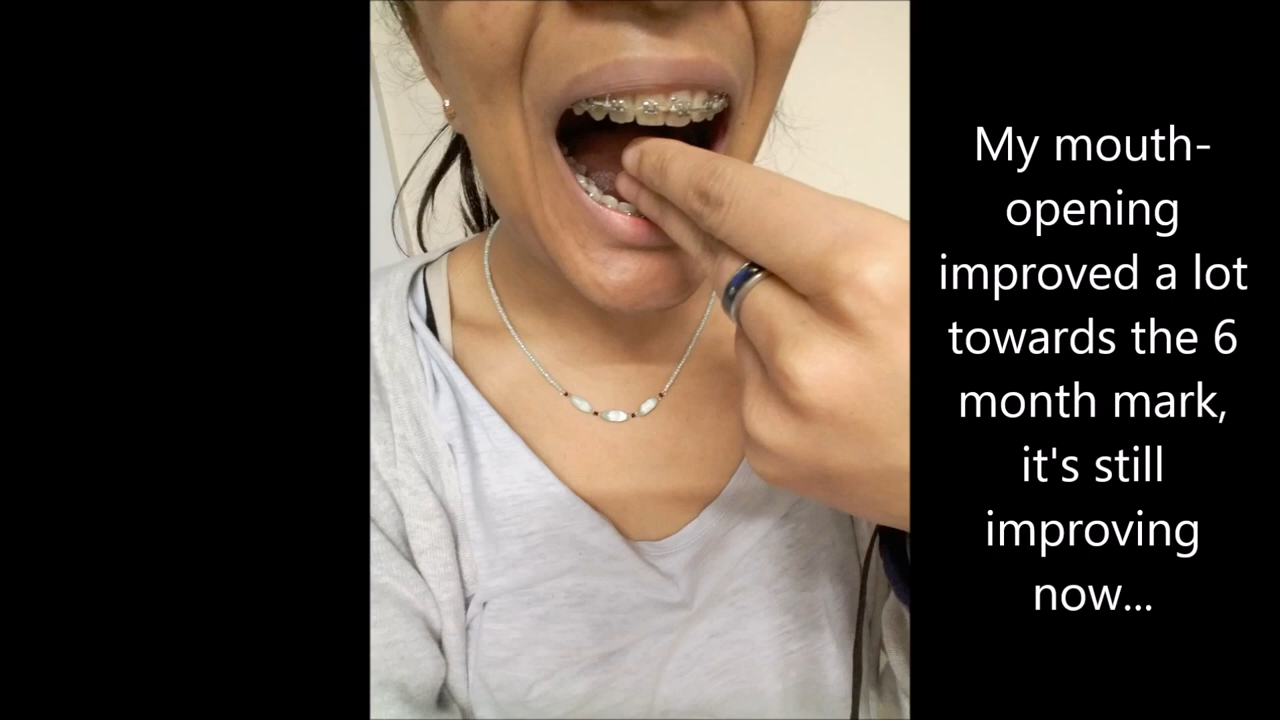 My mouth-
opening
improved a lot
towards the 6
month mark,
it's still
improving
now...